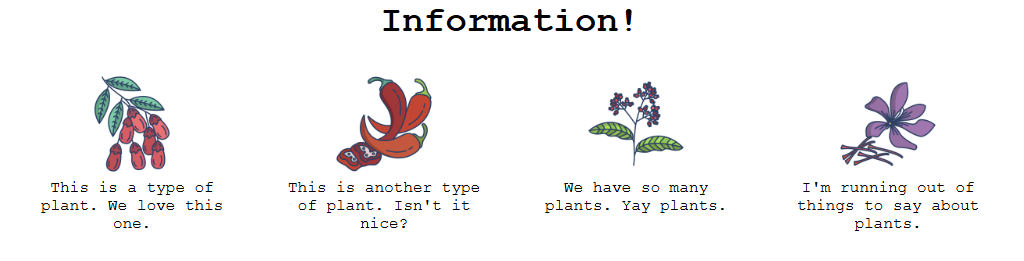 Information!
This is a type of
plant. We love this
one.
This is another type
of plant. Isn't it
nice?
We have so many
plants. Yay plants.
I'm running out of
things to say about
plants.